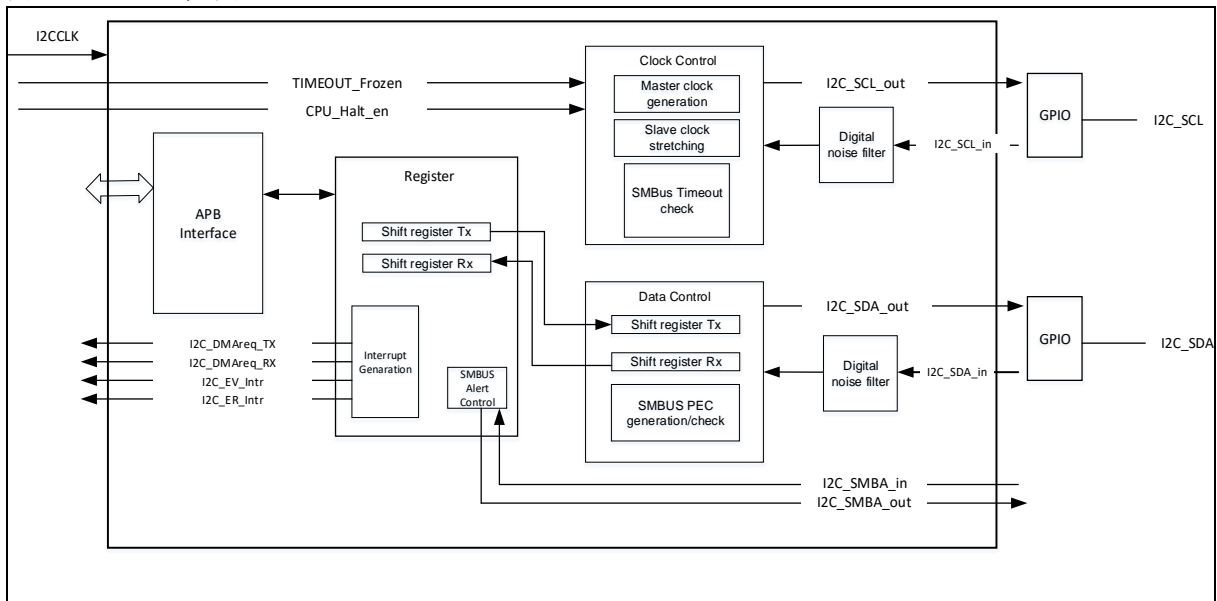 I2CCLK
TIMEOUT_Frozen
CPU_Halt_en
Clock Control
Master clock
generation
Slave clock
stretching
SMBus Timeout
check
I2C_SCL_out
Digital
noise filter
I2C_SCL_in
GPIO
I2C_SCL
APB
Interface
Register
Shift register Tx
Shift register Rx
Interrupt
Genaration
SMBUS
Alert
Control
I2C_DMAreq_TX
I2C_DMAreq_RX
I2C_EV_Intr
I2C_ER_Intr
Data Control
Shift register Tx
Shift register Rx
SMBUS PEC
generation/check
I2C_SDA_out
Digital
noise filter
I2C_SDA_in
GPIO
I2C_SDA
I2C_SMBA_in
I2C_SMBA_out